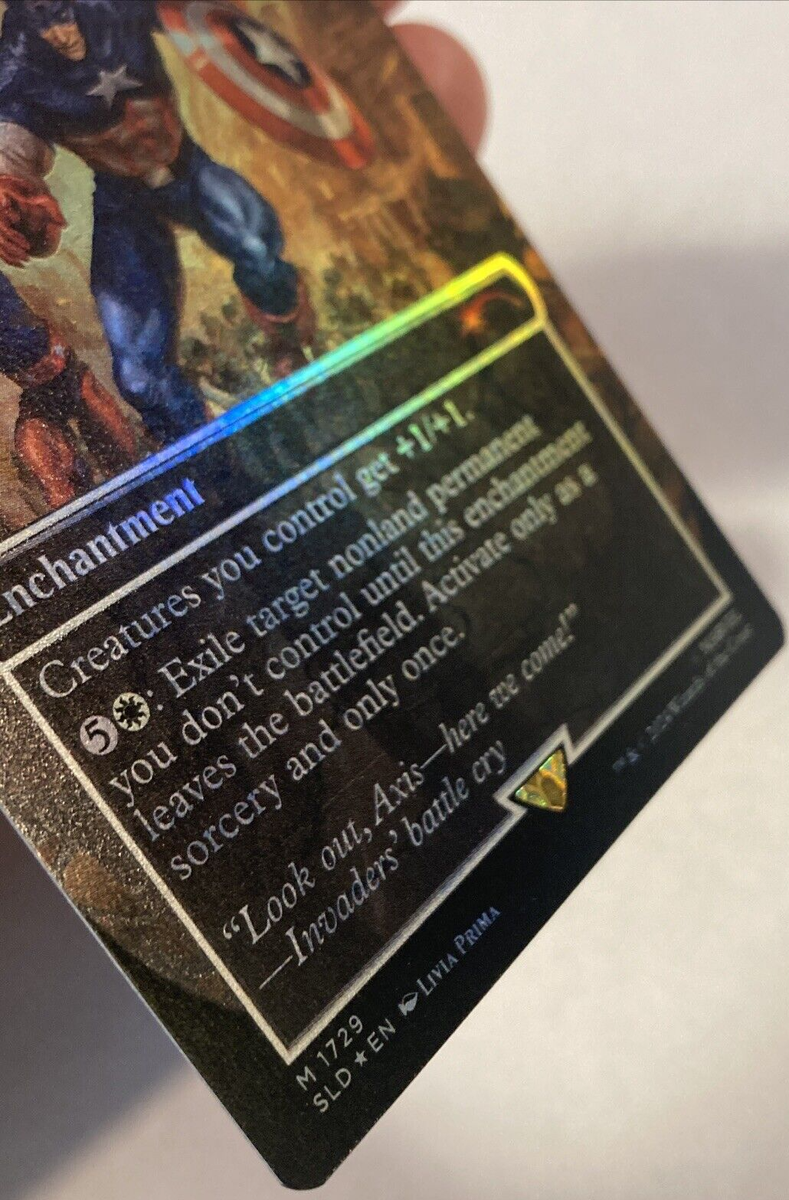 Enchantment
Creatures you control get +1/+1.
5: Exile target nonland permanent
you don't control until this enchantment
leaves the battlefield. Activate only as a
sorcery and only once.
“Look out, Axis—here we come!”
—Invaders' battle cry
M 1729
SLD ★ EN LIVIA PRIMA